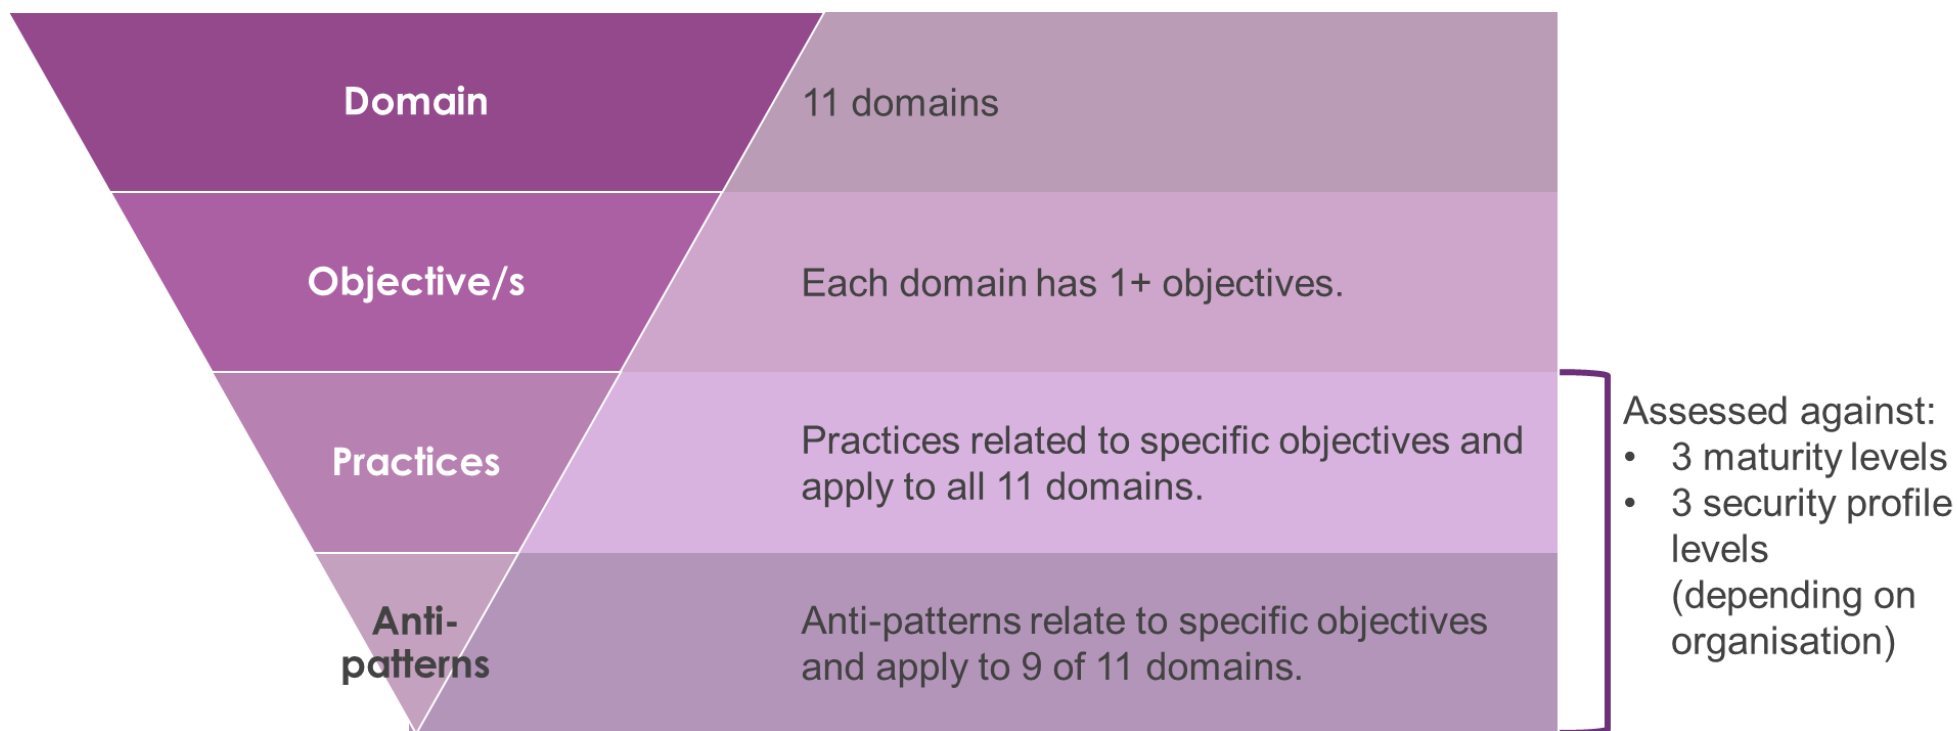 Domain
11 domains
Objective/s
Each domain has 1+ objectives.
Practices
Practices related to specific objectives and
apply to all 11 domains.
Anti-
patterns
Anti-patterns relate to specific objectives
and apply to 9 of 11 domains.
Assessed against:
• 3 maturity levels
• 3 security profile
levels
(depending on
organisation)